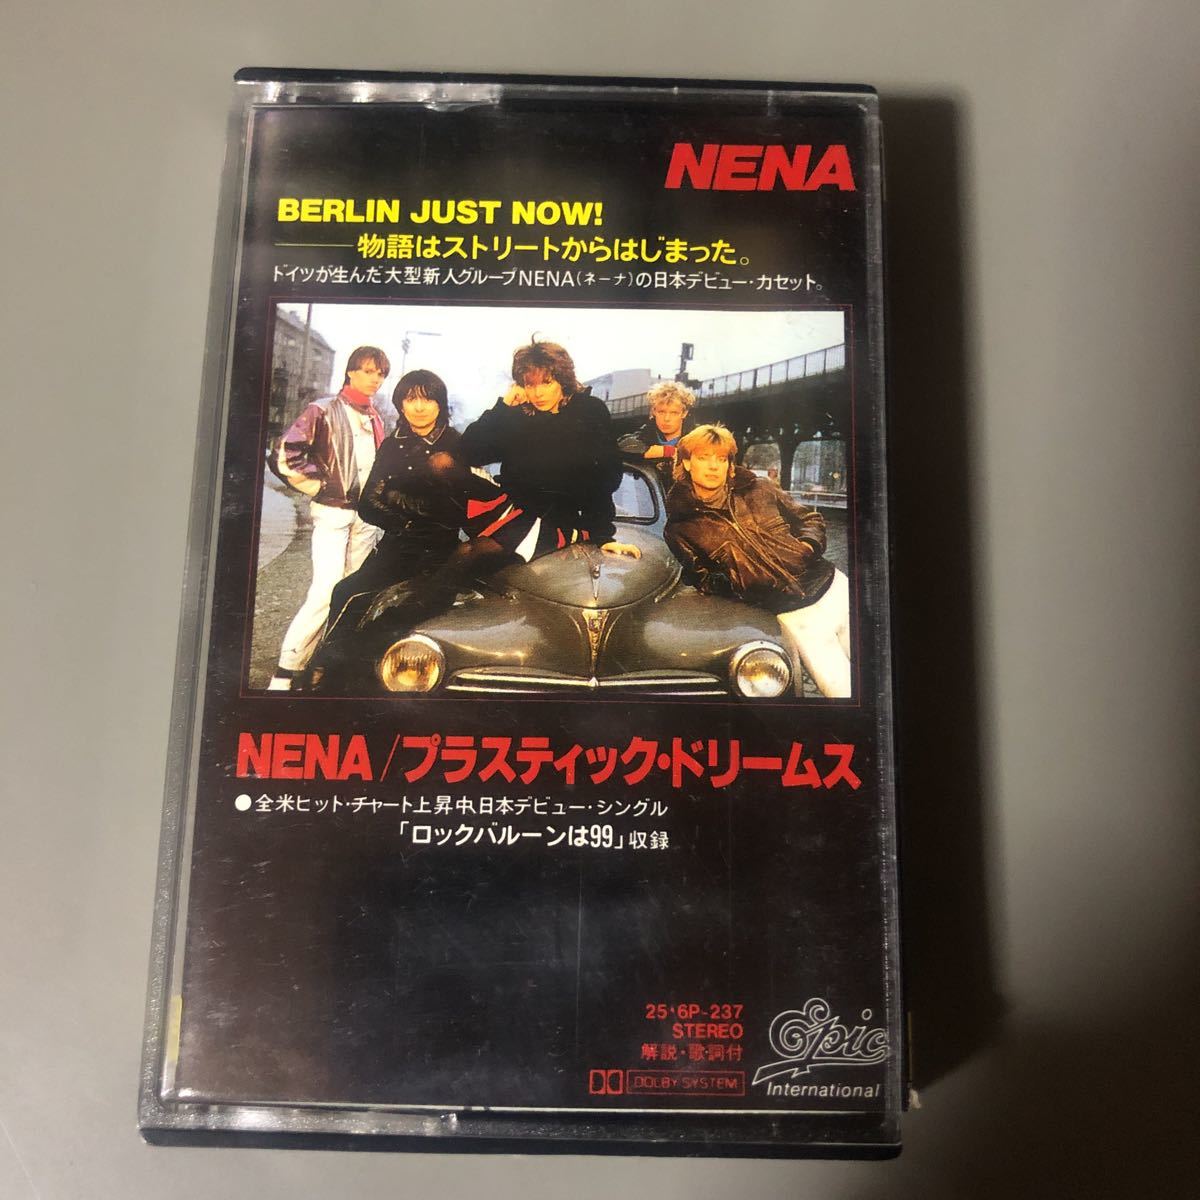 NENA
BERLIN JUST NOW!
――物語はストリートからはじまった。
ドイツが生んだ大型新人グループNENA(ネーナ)の日本デビュー・カセット。
NENA/プラスティック・ドリームス
●全米ヒット・チャート上昇中、日本デビュー・シングル
「ロックバルーンは99」収録
25・6P-237
STEREO
解説・歌詞付
DOLBY SYSTEM
Epic
International